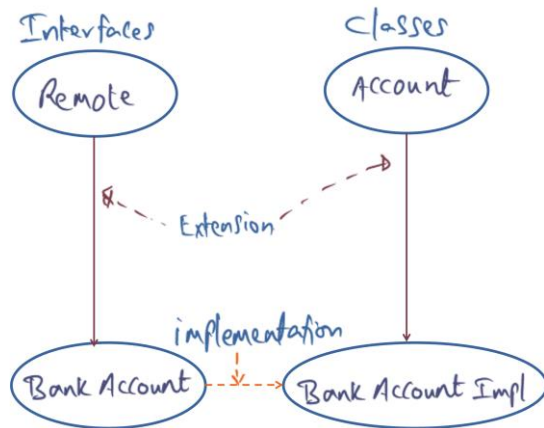 Interfaces
Classes
Remote
Account
Extension
implementation
Bank Account
Bank Account Impl